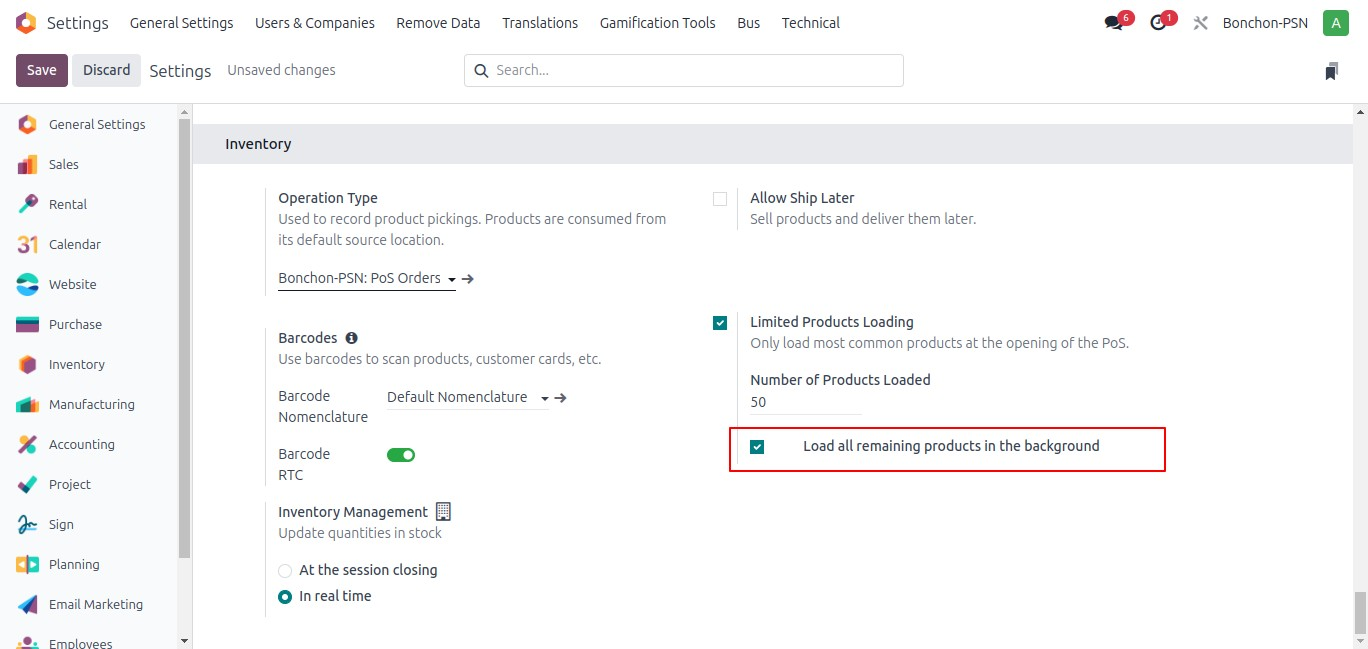 Settings General Settings Users & Companies Remove Data Translations Gamification Tools Bus Technical 6 1 Bonchon-PSN A
Save Discard Settings Unsaved changes Search...
General Settings
Sales
Rental
31 Calendar
Website
Purchase
Inventory
Manufacturing
Accounting
Project
Sign
Planning
Email Marketing
Employees
Inventory
Operation Type
Used to record product pickings. Products are consumed from
its default source location.
Bonchon-PSN: PoS Orders
Allow Ship Later
Sell products and deliver them later.
Barcodes
Use barcodes to scan products, customer cards, etc.
Barcode
Nomenclature
Default Nomenclature
Barcode
RTC
Limited Products Loading
Only load most common products at the opening of the PoS.
Number of Products Loaded
50
Load all remaining products in the background
Inventory Management
Update quantities in stock
At the session closing
In real time